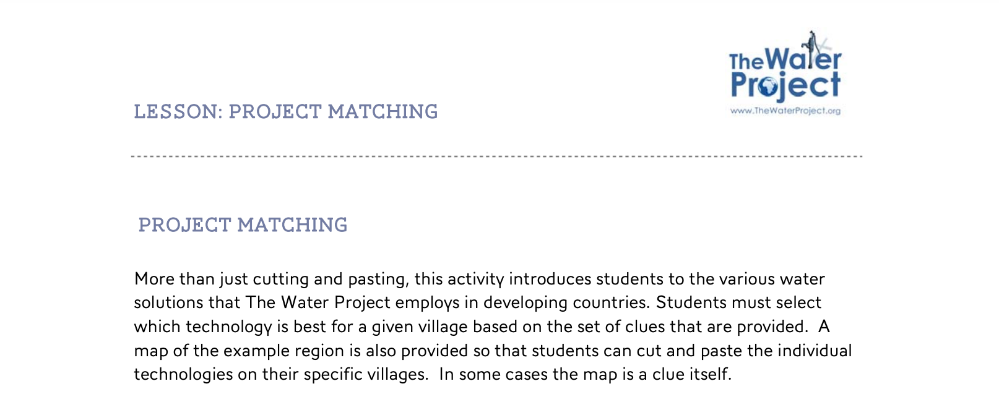 The Water
Project
www.TheWaterProject.org
LESSON: PROJECT MATCHING
PROJECT MATCHING
More than just cutting and pasting, this activity introduces students to the various water
solutions that The Water Project employs in developing countries. Students must select
which technology is best for a given village based on the set of clues that are provided.  A
map of the example region is also provided so that students can cut and paste the individual
technologies on their specific villages.  In some cases the map is a clue itself.